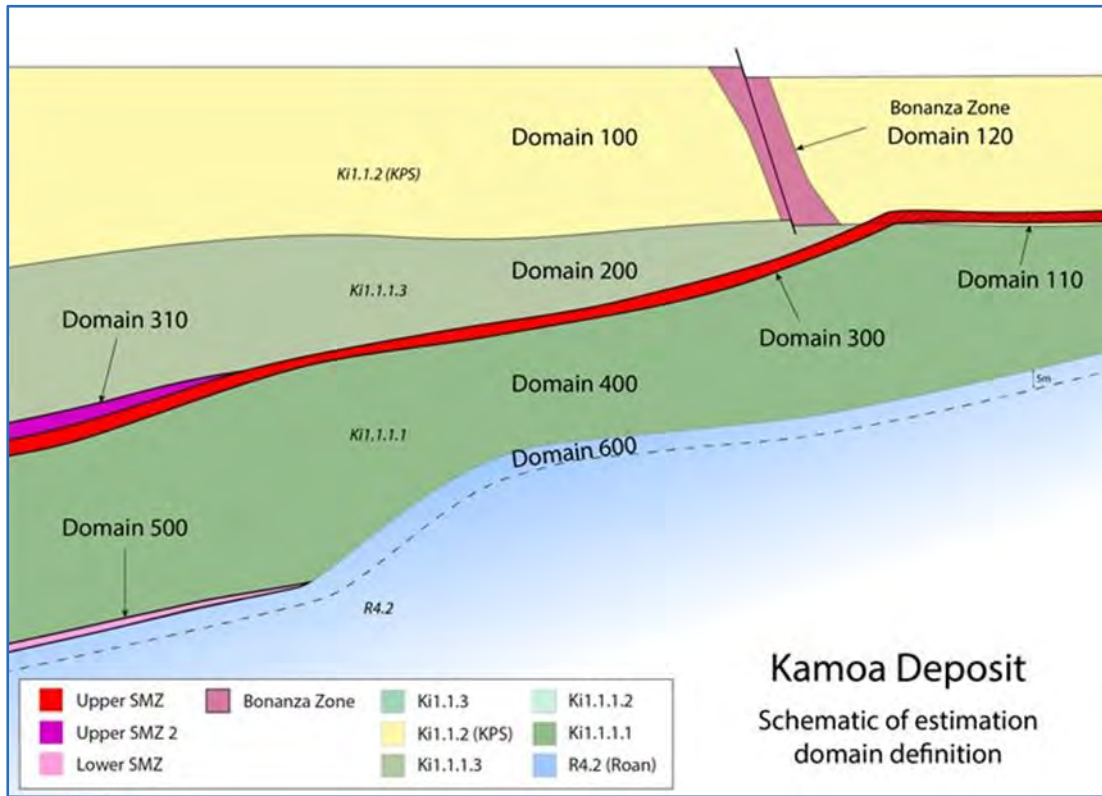 Domain 100
Bonanza Zone
Domain 120
Ki1.1.2 (KPS)
Domain 200
Ki1.1.1.3
Domain 110
Domain 310
Domain 300
Domain 400
5m
Ki1.1.1.1
Domain 600
Domain 500
R4.2
Kamoa Deposit
Schematic of estimation
domain definition
Upper SMZ
Upper SMZ 2
Lower SMZ
Bonanza Zone
Ki1.1.3
Ki1.1.2 (KPS)
Ki1.1.1.3
Ki1.1.1.2
Ki1.1.1.1
R4.2 (Roan)